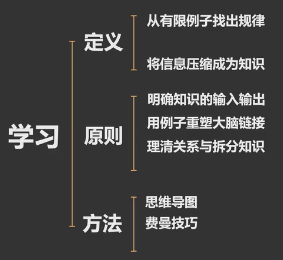 学习
定义
从有限例子找出规律
将信息压缩成为知识
原则
明确知识的输入输出
用例子重塑大脑链接
理清关系与拆分知识
方法
思维导图
费曼技巧